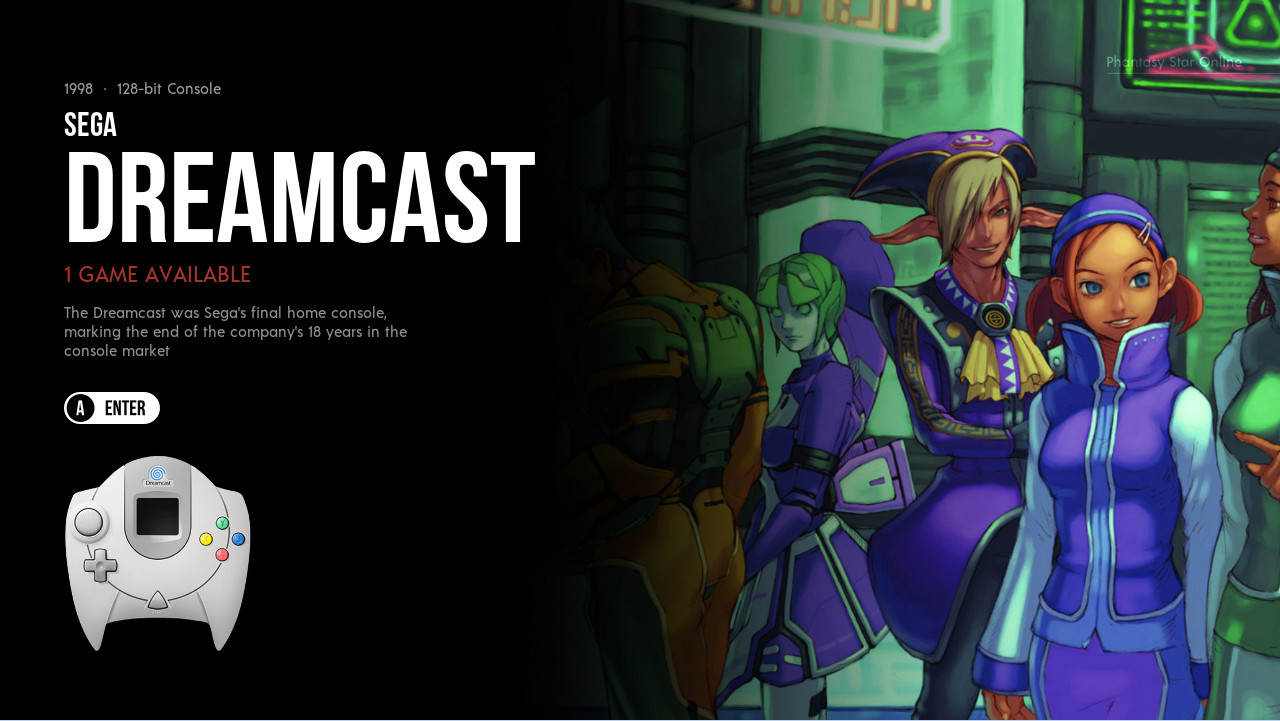 1998 · 128-bit Console
Phantasy Star Online
SEGA
DREAMCAST
1 GAME AVAILABLE
The Dreamcast was Sega's final home console,
marking the end of the company's 18 years in the
console market
A ENTER
Dreamcast
Y